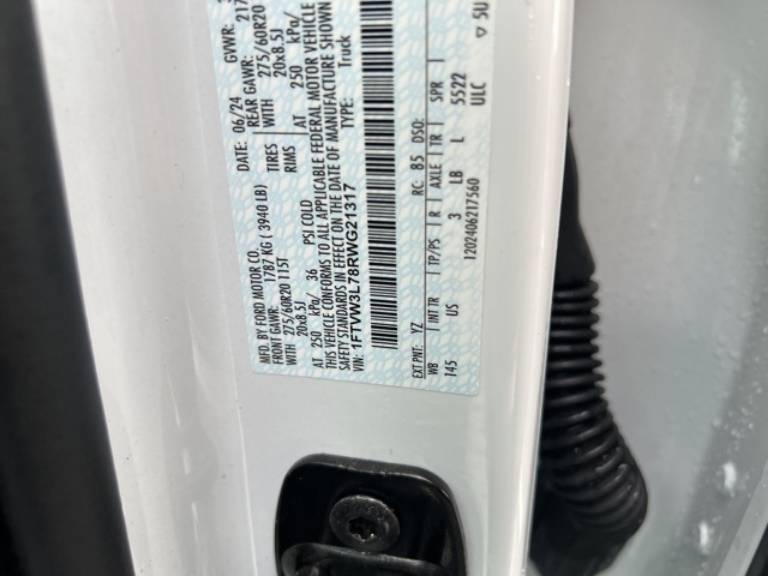 MFD. BY FORD MOTOR CO. DATE: 06/24 GVWR:
FRONT GAWR: 1787 KG ( 3940 LB) REAR GAWR: 217
WITH 275/60R20 115T TIRES WITH 275/60R20
20x8.5J RIMS 20x8.5J
AT 250 kPa/ 36 PSI COLD AT 250 kPa/
THIS VEHICLE CONFORMS TO ALL APPLICABLE FEDERAL MOTOR VEHICLE
SAFETY STANDARDS IN EFFECT ON THE DATE OF MANUFACTURE SHOWN
VIN: 1FTVW3L78RWG21317 TYPE: Truck
EXT PNT: YZ RC: 85 DSO:
WB INT TR TP/PS R AXLE TR SPR
145 US 3 LB L 5522
1202406217560 ULC
▽ 5U